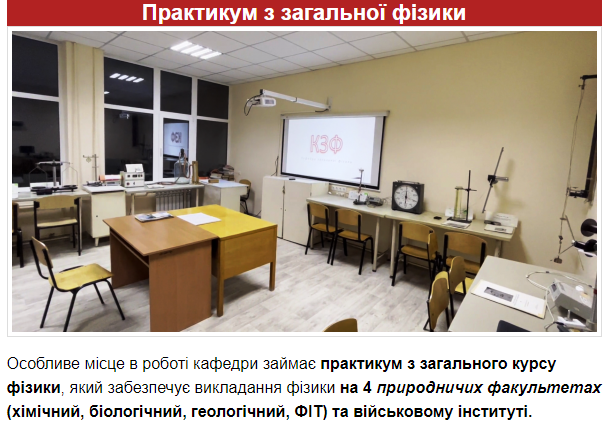 Практикум з загальної фізики
ФЕН
КЗФ
Особливе місце в роботі кафедри займає практикум з загального курсу
фізики, який забезпечує викладання фізики на 4 природничих факультетах
(хімічний, біологічний, геологічний, ФІТ) та військовому інституті.